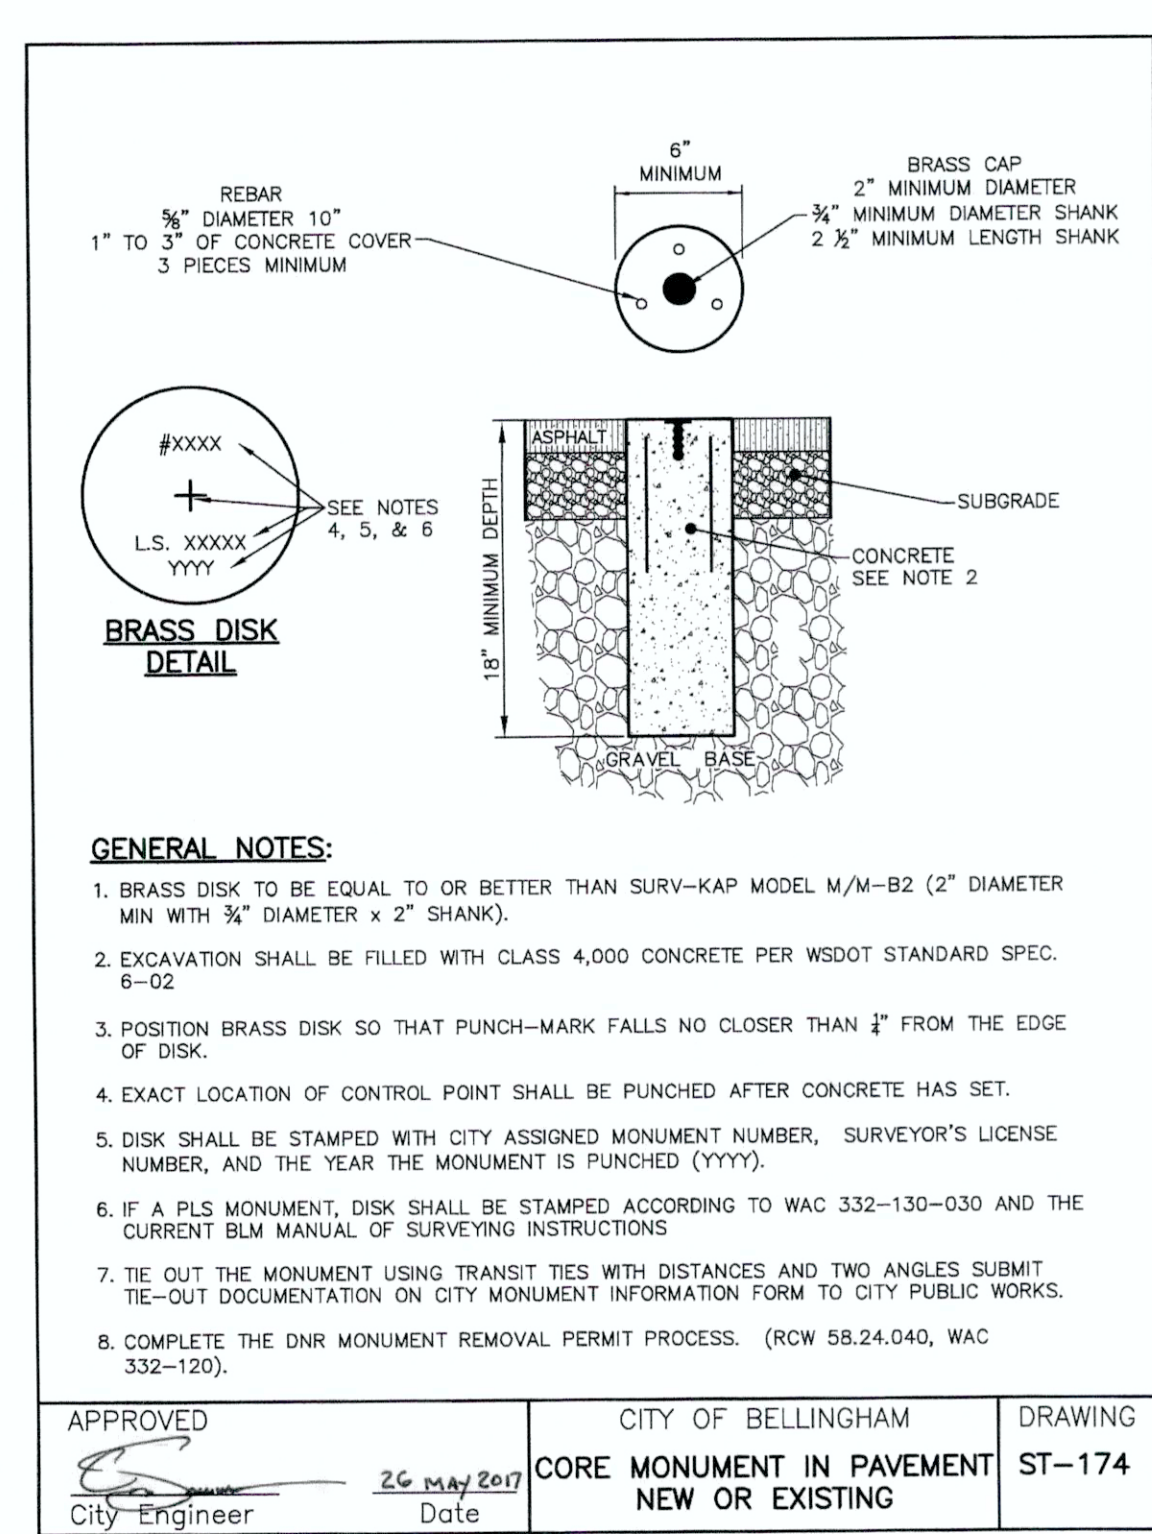 6"
MINIMUM
REBAR
⅝" DIAMETER 10"
1" TO 3" OF CONCRETE COVER
3 PIECES MINIMUM
BRASS CAP
2" MINIMUM DIAMETER
¾" MINIMUM DIAMETER SHANK
2 ½" MINIMUM LENGTH SHANK
#XXXX
L.S. XXXXX
YYYY
SEE NOTES
4, 5, & 6
BRASS DISK
DETAIL
18" MINIMUM DEPTH
ASPHALT
SUBGRADE
CONCRETE
SEE NOTE 2
GRAVEL BASE
GENERAL NOTES:
1. BRASS DISK TO BE EQUAL TO OR BETTER THAN SURV-KAP MODEL M/M-B2 (2" DIAMETER
MIN WITH ¾" DIAMETER x 2" SHANK).
2. EXCAVATION SHALL BE FILLED WITH CLASS 4,000 CONCRETE PER WSDOT STANDARD SPEC.
6-02
3. POSITION BRASS DISK SO THAT PUNCH-MARK FALLS NO CLOSER THAN ¼" FROM THE EDGE
OF DISK.
4. EXACT LOCATION OF CONTROL POINT SHALL BE PUNCHED AFTER CONCRETE HAS SET.
5. DISK SHALL BE STAMPED WITH CITY ASSIGNED MONUMENT NUMBER, SURVEYOR'S LICENSE
NUMBER, AND THE YEAR THE MONUMENT IS PUNCHED (YYYY).
6. IF A PLS MONUMENT, DISK SHALL BE STAMPED ACCORDING TO WAC 332-130-030 AND THE
CURRENT BLM MANUAL OF SURVEYING INSTRUCTIONS
7. TIE OUT THE MONUMENT USING TRANSIT TIES WITH DISTANCES AND TWO ANGLES SUBMIT
TIE-OUT DOCUMENTATION ON CITY MONUMENT INFORMATION FORM TO CITY PUBLIC WORKS.
8. COMPLETE THE DNR MONUMENT REMOVAL PERMIT PROCESS. (RCW 58.24.040, WAC
332-120).
APPROVED
26 MAY 2017
City Engineer Date
CITY OF BELLINGHAM
CORE MONUMENT IN PAVEMENT
NEW OR EXISTING
DRAWING
ST-174